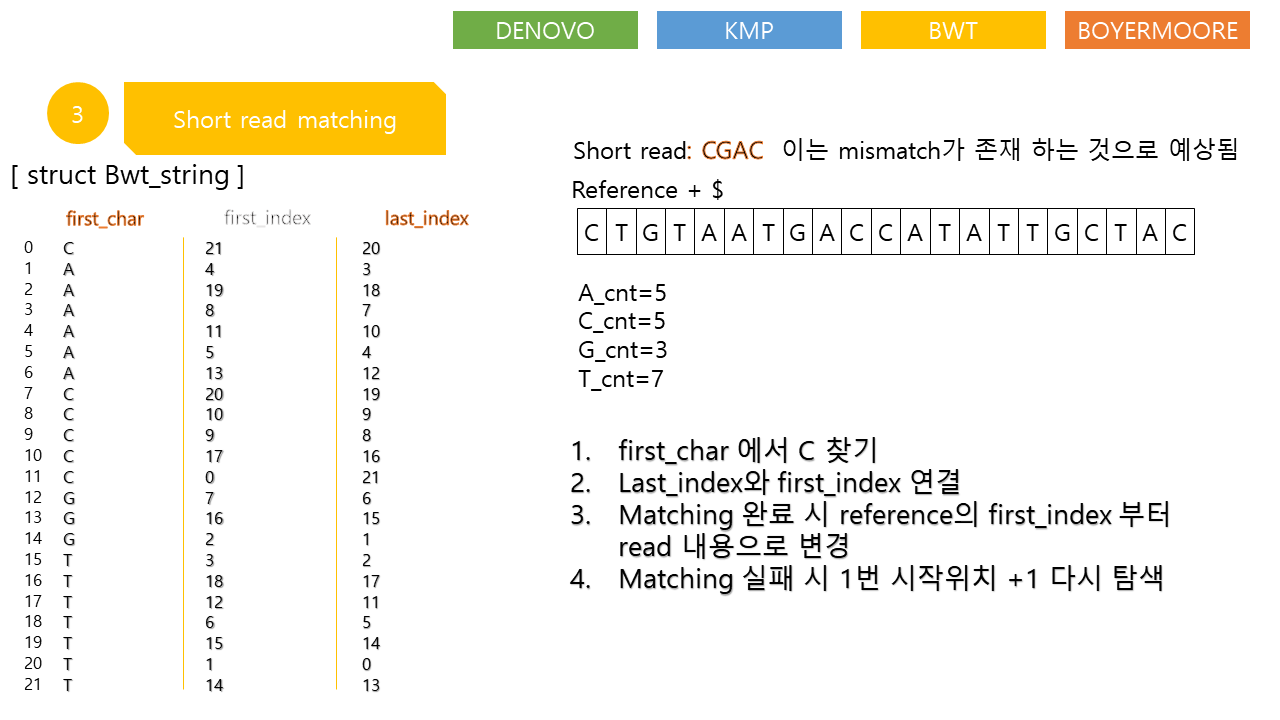 DENOVO KMP BWT BOYERMOORE
3 Short read matching
[ struct Bwt_string ]
first_char first_index last_index
0 C 21 20
1 A 4 3
2 A 19 18
3 A 8 7
4 A 11 10
5 A 5 4
6 A 13 12
7 C 20 19
8 C 10 9
9 C 9 8
10 C 17 16
11 C 0 21
12 G 7 6
13 G 16 15
14 G 2 1
15 T 3 2
16 T 18 17
17 T 12 11
18 T 6 5
19 T 15 14
20 T 1 0
21 T 14 13
Short read: CGAC 이는 mismatch가 존재 하는 것으로 예상됨
Reference + $
C T G T A A T G A C C A T A T T G C T A C
A_cnt=5
C_cnt=5
G_cnt=3
T_cnt=7
1. first_char 에서 C 찾기
2. Last_index와 first_index 연결
3. Matching 완료 시 reference의 first_index 부터
read 내용으로 변경
4. Matching 실패 시 1번 시작위치 +1 다시 탐색